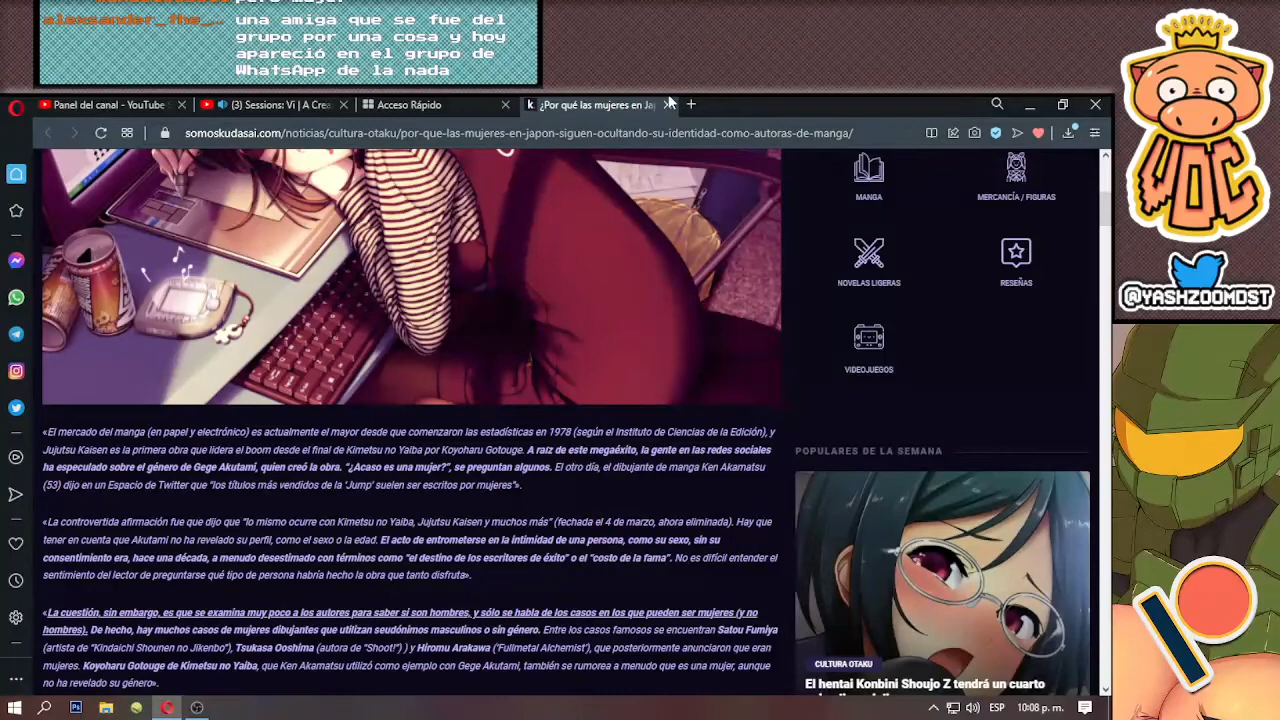 alexsander_fhe_...
una amiga que se fue del
grupo por una cosa y hoy
apareció en el grupo de
WhatsApp de la nada
Panel del canal - YouTube S
(3) Sessions: Vi | A Crea
Acceso Rápido
¿Por qué las mujeres en Ja
somoskudasai.com/noticias/cultura-otaku/por-que-las-mujeres-en-japon-siguen-ocultando-su-identidad-como-autoras-de-manga/
MANGA
MERCANCÍA / FIGURAS
NOVELAS LIGERAS
RESEÑAS
VIDEOJUEGOS
«El mercado del manga (en papel y electrónico) es actualmente el mayor desde que comenzaron las estadísticas en 1978 (según el Instituto de Ciencias de la Edición), y
Jujutsu Kaisen es la primera obra que lidera el boom desde el final de Kimetsu no Yaiba por Koyoharu Gotouge. A raíz de este megaéxito, la gente en las redes sociales
ha especulado sobre el género de Gege Akutami, quien creó la obra. "¿Acaso es una mujer?", se preguntan algunos. El otro día, el dibujante de manga Ken Akamatsu
(53) dijo en un Espacio de Twitter que "los títulos más vendidos de la 'Jump' suelen ser escritos por mujeres"».
«La controvertida afirmación fue que dijo que "lo mismo ocurre con Kimetsu no Yaiba, Jujutsu Kaisen y muchos más" (fechada el 4 de marzo, ahora eliminada). Hay que
tener en cuenta que Akutami no ha revelado su perfil, como el sexo o la edad. El acto de entrometerse en la intimidad de una persona, como su sexo, sin su
consentimiento era, hace una década, a menudo desestimado con términos como "el destino de los escritores de éxito" o el "costo de la fama". No es difícil entender el
sentimiento del lector de preguntarse qué tipo de persona habría hecho la obra que tanto disfruta».
«La cuestión, sin embargo, es que se examina muy poco a los autores para saber si son hombres, y sólo se habla de los casos en los que pueden ser mujeres (y no
hombres). De hecho, hay muchos casos de mujeres dibujantes que utilizan seudónimos masculinos o sin género. Entre los casos famosos se encuentran Satou Fumiya
(artista de "Kindaichi Shounen no Jikenbo"), Tsukasa Ooshima (autora de "Shoot!") ) y Hiromu Arakawa ('Fullmetal Alchemist'), que posteriormente anunciaron que eran
mujeres. Koyoharu Gotouge de Kimetsu no Yaiba, que Ken Akamatsu utilizó como ejemplo con Gege Akutami, también se rumorea a menudo que es una mujer, aunque
no ha revelado su género».
POPULARES DE LA SEMANA
CULTURA OTAKU
El hentai Konbini Shoujo Z tendrá un cuarto
@YASHZOOMDST
ESP
10:08 p. m.